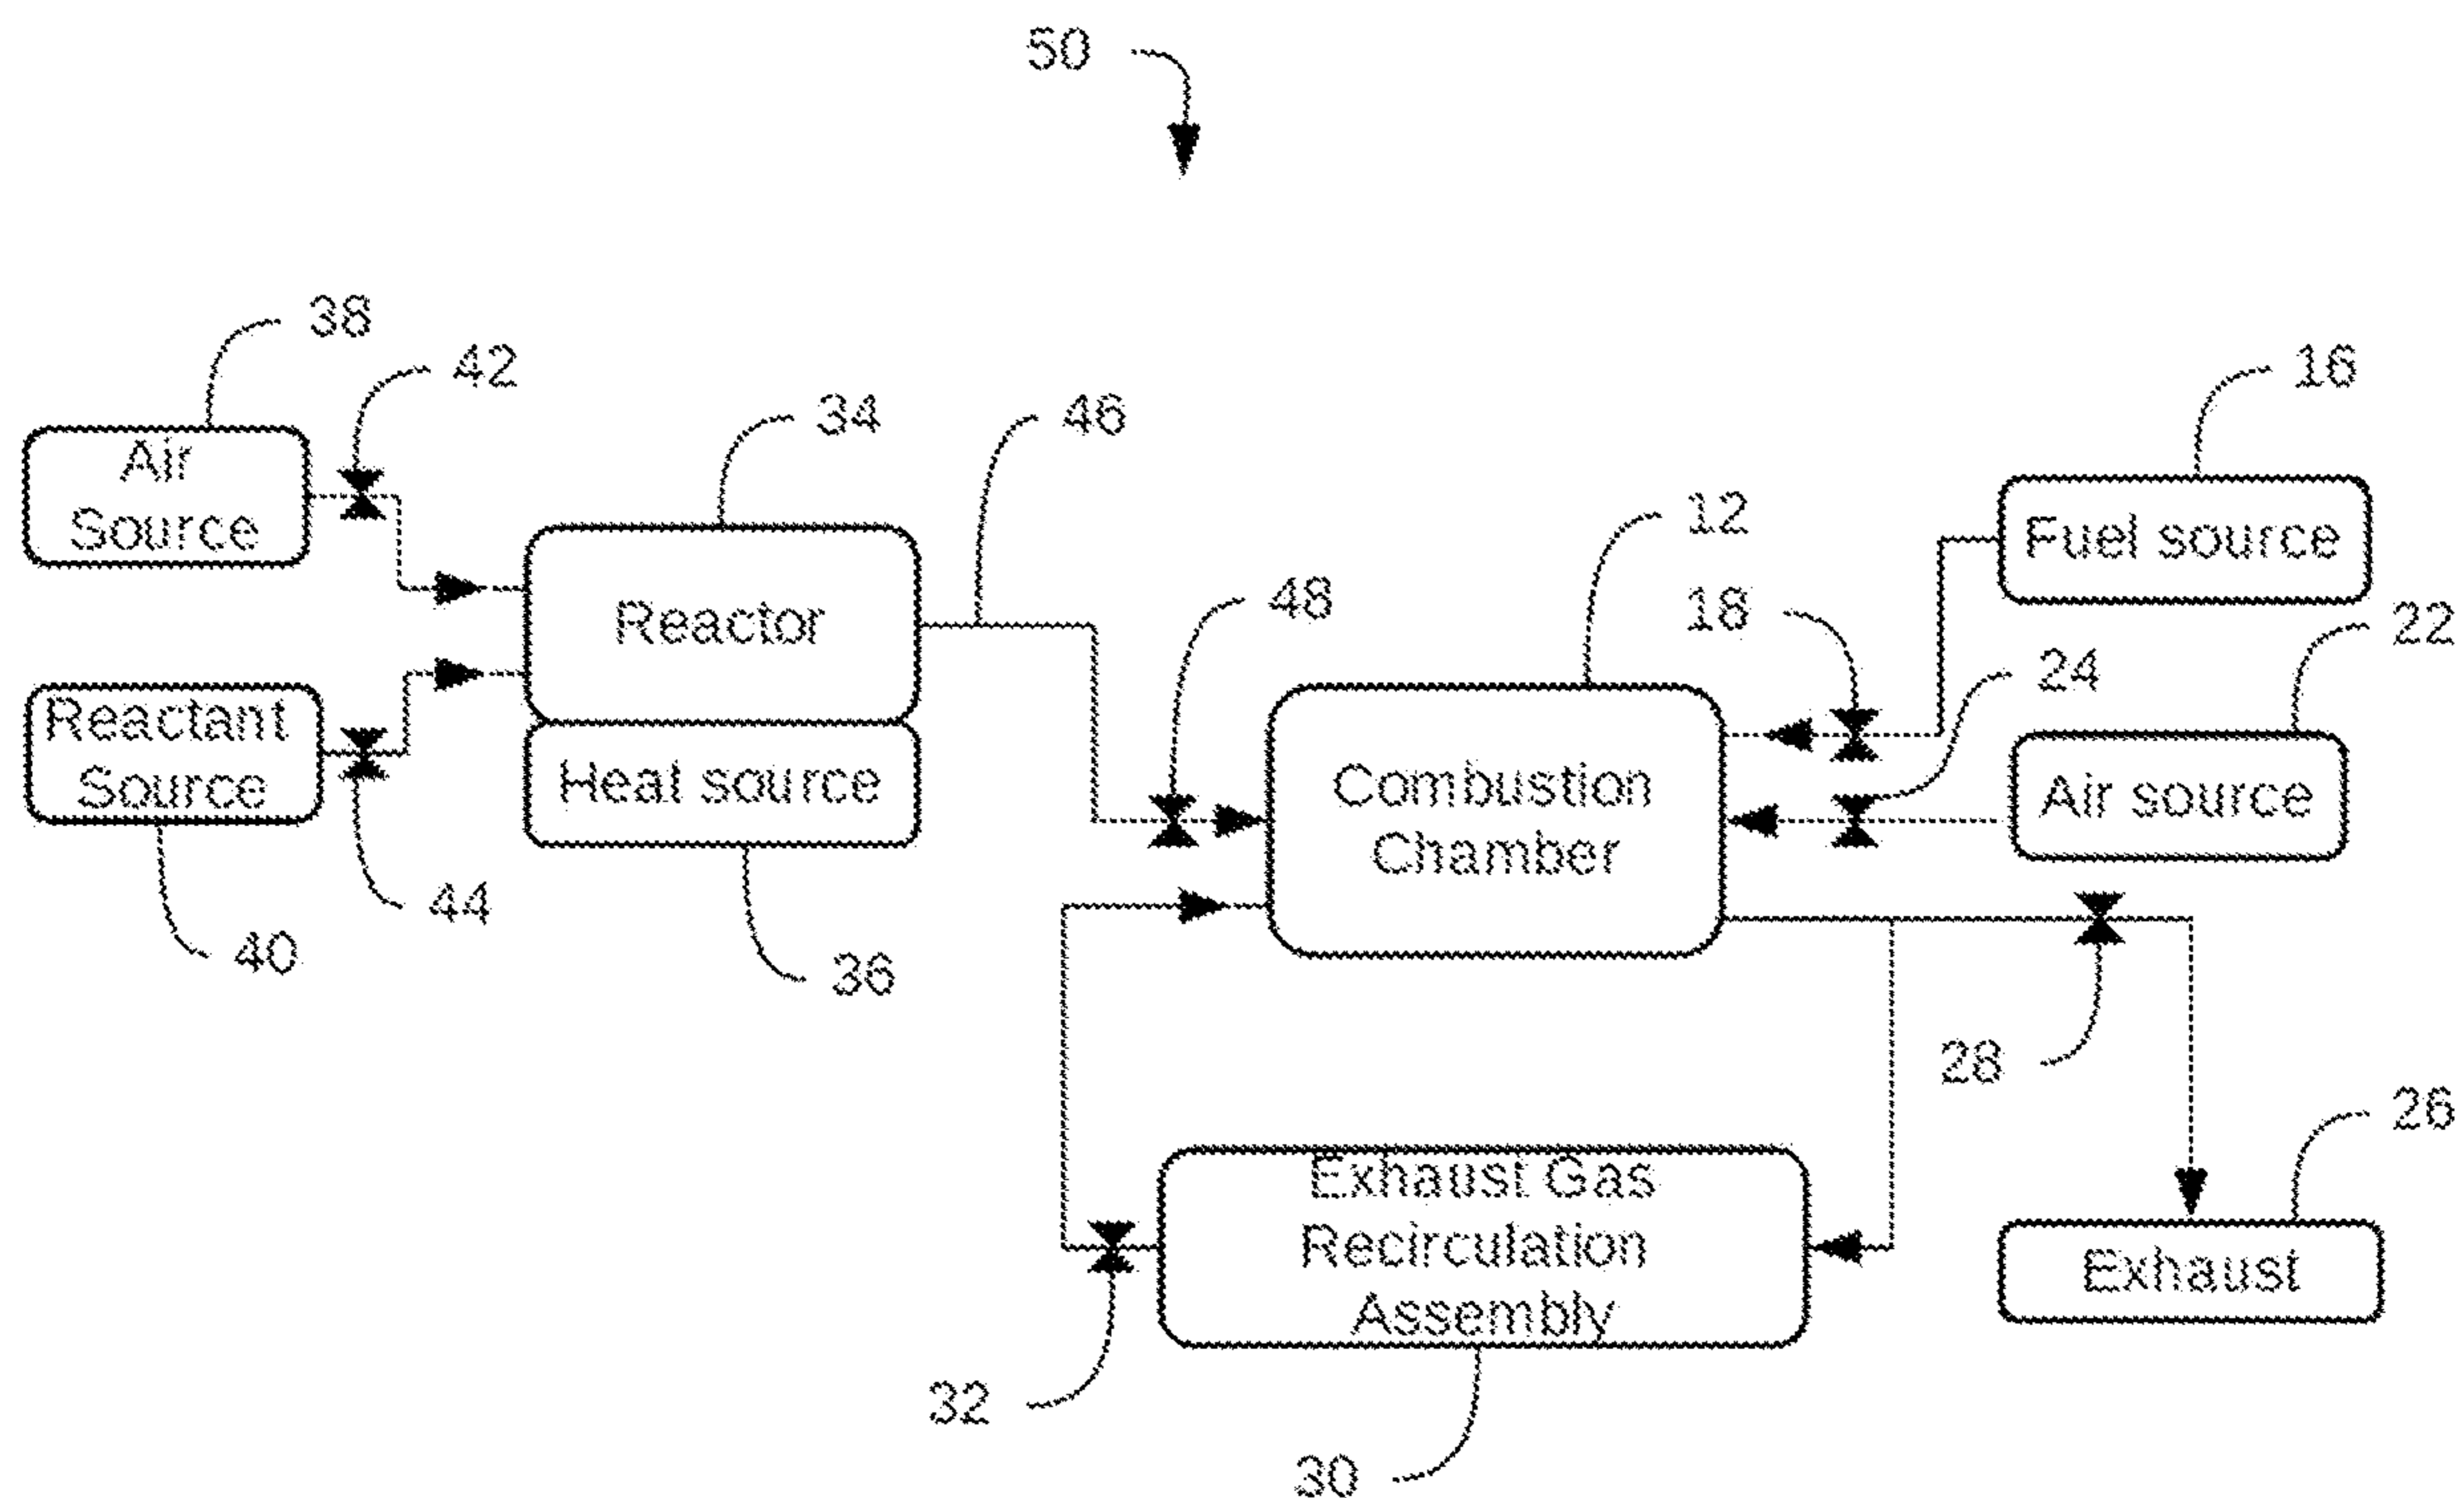 50
38
42
34
46
16
Air
Source
12
Fuel source
48
18
22
Reactor
24
Reactant
Source
Heat source
Combustion
Chamber
Air source
44
40
36
28
26
Exhaust Gas
Recirculation
Assembly
Exhaust
32
30